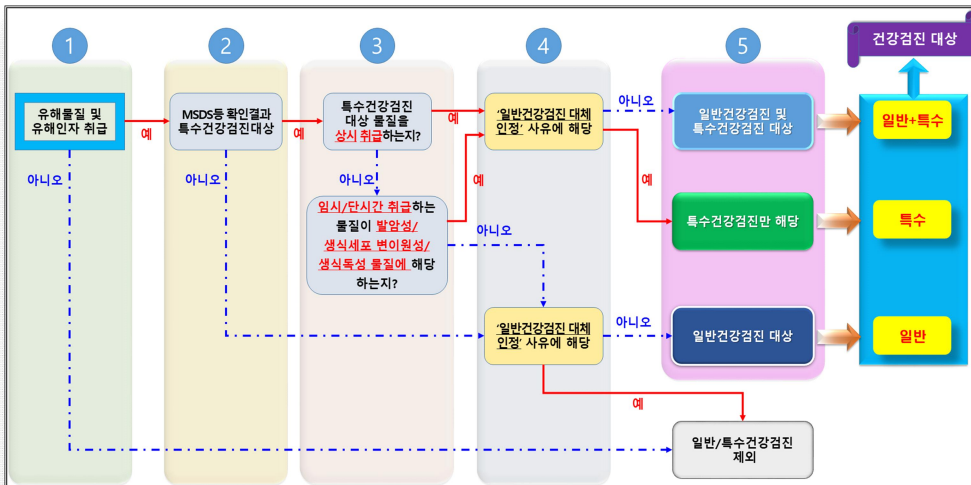 1
2
3
4
5
건강검진 대상
유해물질 및
유해인자 취급
예
아니오
MSDS등 확인결과
특수건강검진대상
예
아니오
특수건강검진
대상 물질을
상시 취급하는지?
예
아니오
임시/단시간 취급하는
물질이 발암성/
생식세포 변이원성/
생식독성 물질에 해당
하는지?
예
아니오
'일반건강검진 대체
인정' 사유에 해당
아니오
예
'일반건강검진 대체
인정' 사유에 해당
아니오
예
일반건강검진 및
특수건강검진 대상
특수건강검진만 해당
일반건강검진 대상
일반/특수건강검진
제외
일반+특수
특수
일반